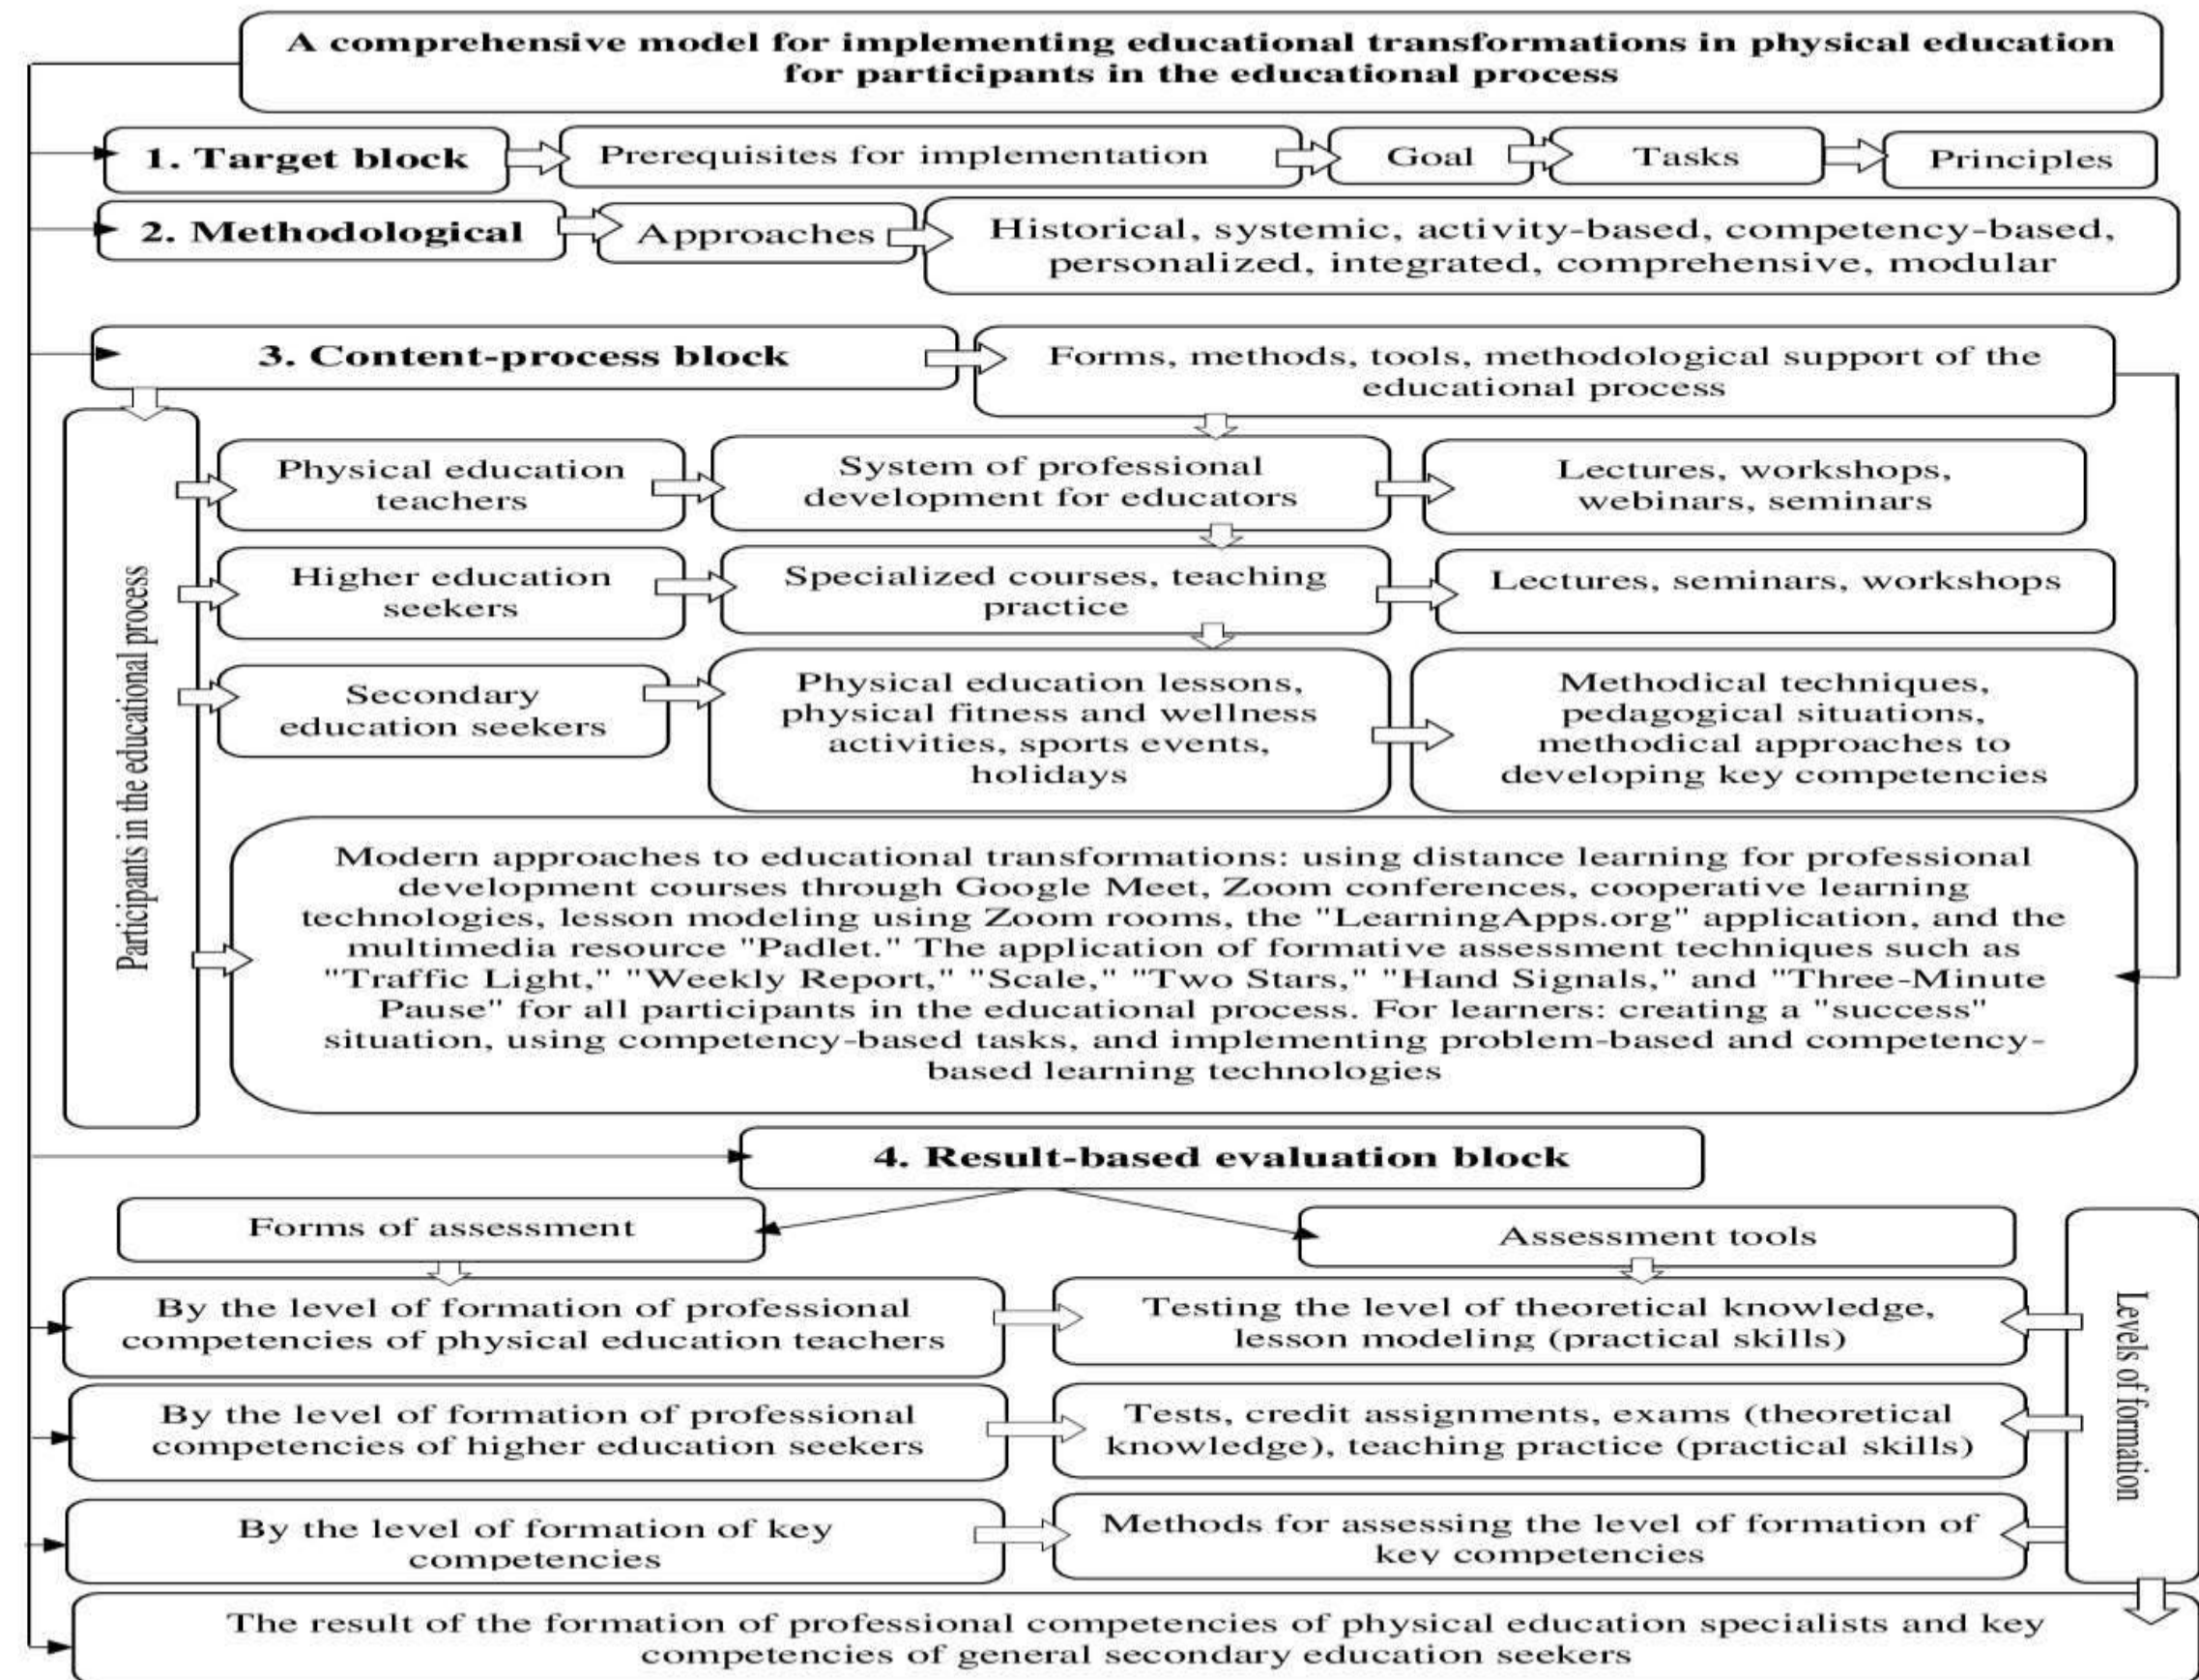 A comprehensive model for implementing educational transformations in physical education
for participants in the educational process
1. Target block
Prerequisites for implementation
Goal
Tasks
Principles
2. Methodological
Approaches
Historical, systemic, activity-based, competency-based,
personalized, integrated, comprehensive, modular
3. Content-process block
Forms, methods, tools, methodological support of the
educational process
Participants in the educational process
Physical education
teachers
System of professional
development for educators
Lectures, workshops,
webinars, seminars
Higher education
seekers
Specialized courses, teaching
practice
Lectures, seminars, workshops
Secondary
education seekers
Physical education lessons,
physical fitness and wellness
activities, sports events,
holidays
Methodical techniques,
pedagogical situations,
methodical approaches to
developing key competencies
Modern approaches to educational transformations: using distance learning for professional
development courses through Google Meet, Zoom conferences, cooperative learning
technologies, lesson modeling using Zoom rooms, the "LearningApps.org" application, and the
multimedia resource "Padlet." The application of formative assessment techniques such as
"Traffic Light," "Weekly Report," "Scale," "Two Stars," "Hand Signals," and "Three-Minute
Pause" for all participants in the educational process. For learners: creating a "success"
situation, using competency-based tasks, and implementing problem-based and competency-
based learning technologies
4. Result-based evaluation block
Forms of assessment
Assessment tools
Levels of formation
By the level of formation of professional
competencies of physical education teachers
Testing the level of theoretical knowledge,
lesson modeling (practical skills)
By the level of formation of professional
competencies of higher education seekers
Tests, credit assignments, exams (theoretical
knowledge), teaching practice (practical skills)
By the level of formation of key
competencies
Methods for assessing the level of formation of
key competencies
The result of the formation of professional competencies of physical education specialists and key
competencies of general secondary education seekers